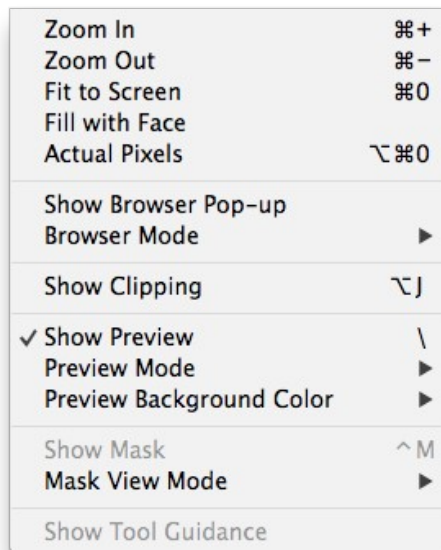 Zoom In ⌘+
Zoom Out ⌘−
Fit to Screen ⌘0
Fill with Face
Actual Pixels ⌥⌘0
Show Browser Pop-up
Browser Mode ▶
Show Clipping ⌥J
✓ Show Preview \
Preview Mode ▶
Preview Background Color ▶
Show Mask ^M
Mask View Mode ▶
Show Tool Guidance